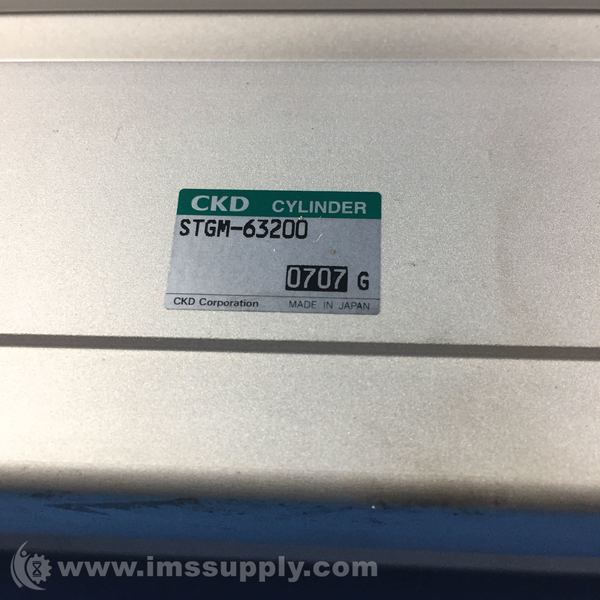 CKD CYLINDER
STGM-63200
0707 G
CKD Corporation MADE IN JAPAN
www.imssupply.com